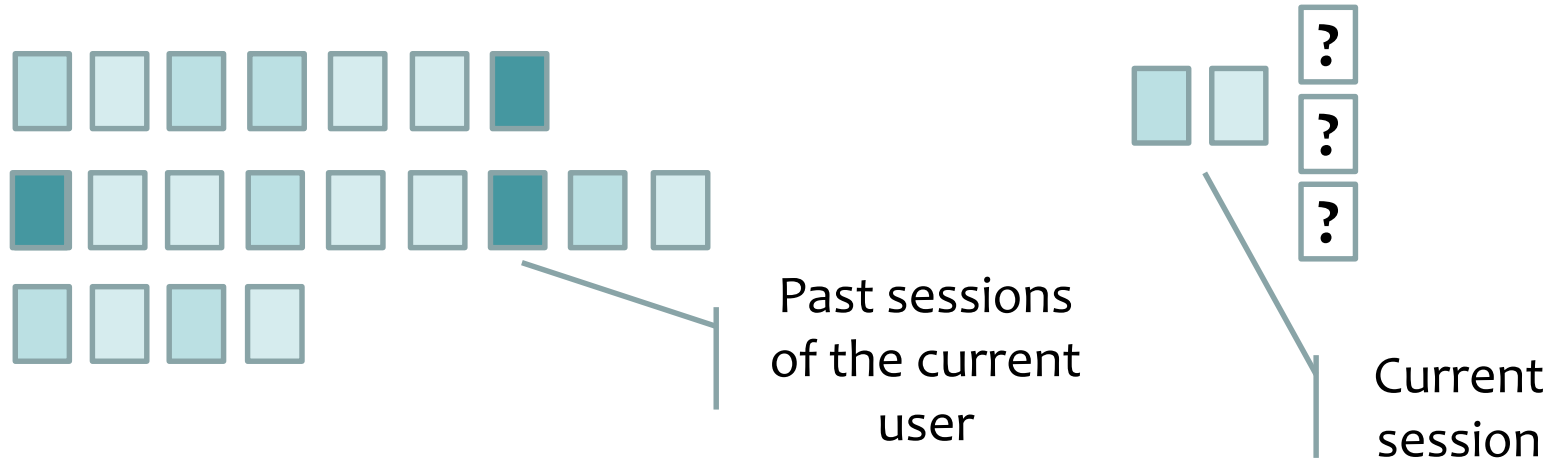 ?
?
?
Past sessions
of the current
user
Current
session